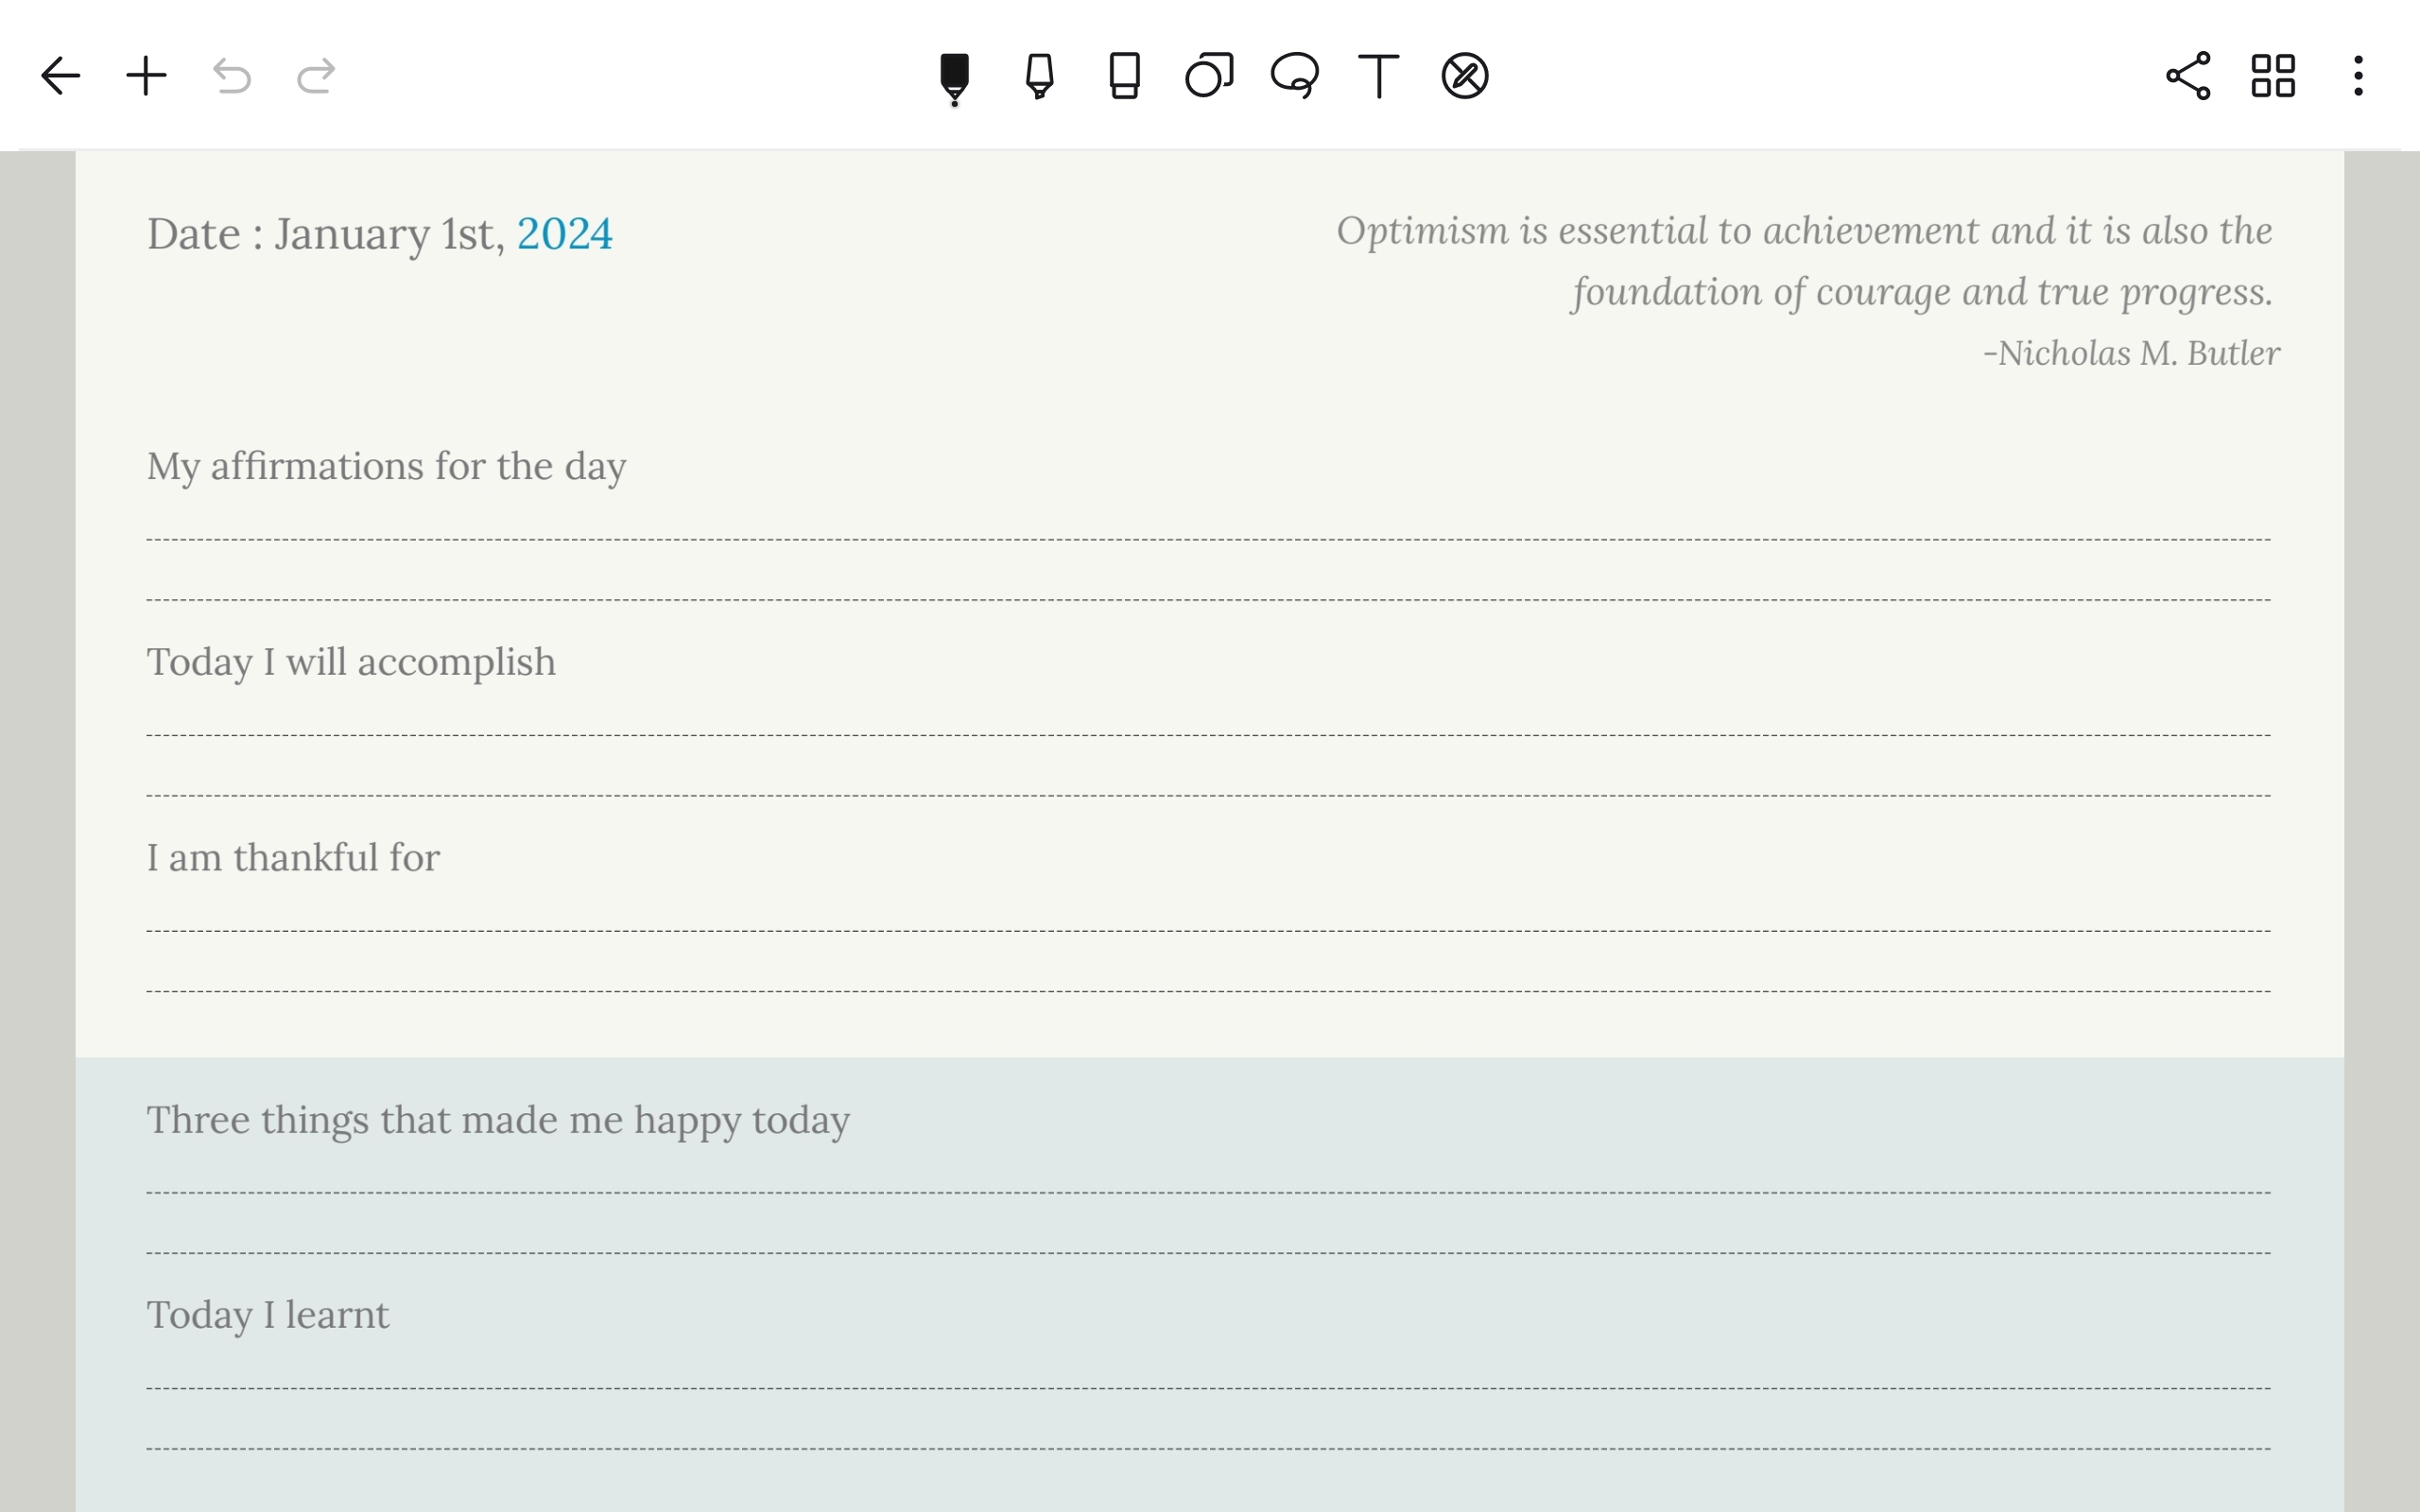 Date : January 1st, 2024
Optimism is essential to achievement and it is also the
foundation of courage and true progress.
-Nicholas M. Butler
My affirmations for the day
Today I will accomplish
I am thankful for
Three things that made me happy today
Today I learnt